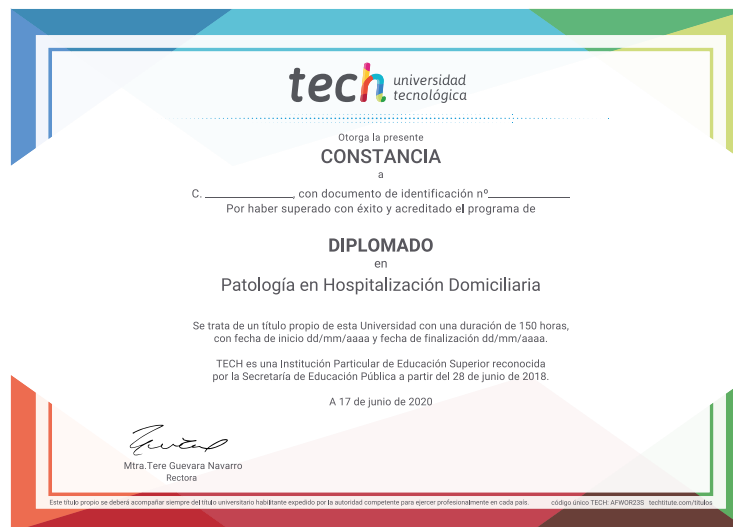 tech universidad
tecnológica
Otorga la presente
CONSTANCIA
a
C. ________________, con documento de identificación nº______________
Por haber superado con éxito y acreditado el programa de
DIPLOMADO
en
Patología en Hospitalización Domiciliaria
Se trata de un título propio de esta Universidad con una duración de 150 horas,
con fecha de inicio dd/mm/aaaa y fecha de finalización dd/mm/aaaa.
TECH es una Institución Particular de Educación Superior reconocida
por la Secretaría de Educación Pública a partir del 28 de junio de 2018.
A 17 de junio de 2020
Mtra.Tere Guevara Navarro
Rectora
Este título propio se deberá acompañar siempre del título universitario habilitante expedido por la autoridad competente para ejercer profesionalmente en cada país. código único TECH: AFWOR23S techtitute.com/titulos